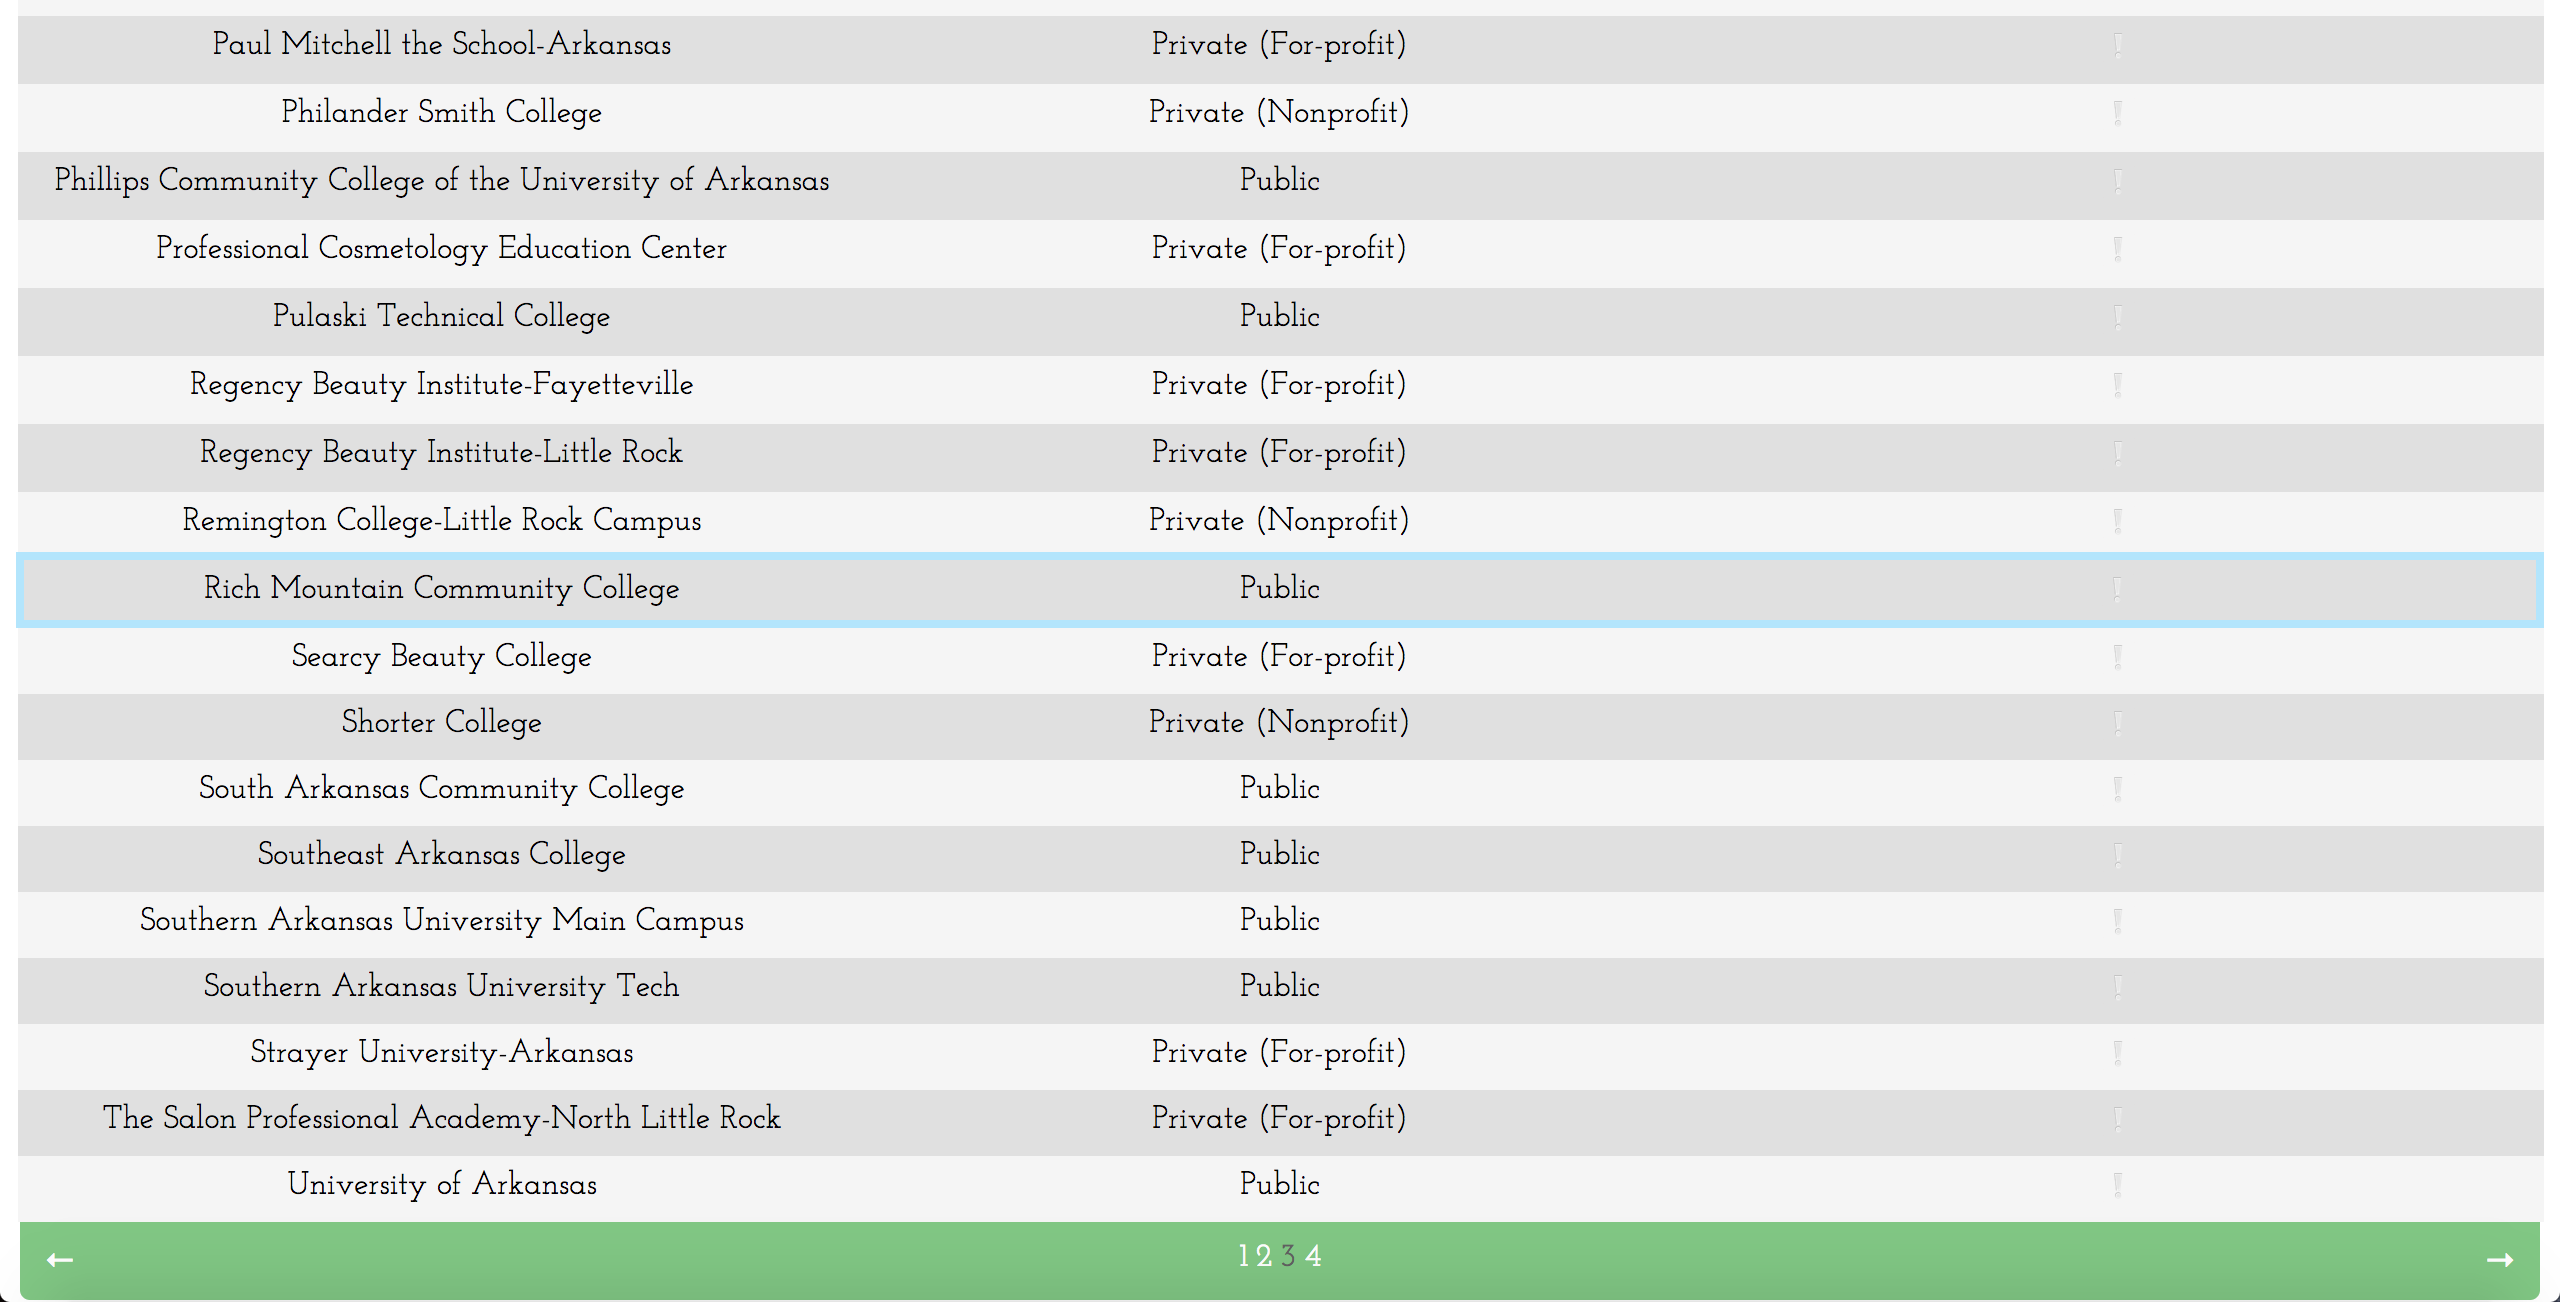 Paul Mitchell the School-Arkansas Private (For-profit) !
Philander Smith College Private (Nonprofit) !
Phillips Community College of the University of Arkansas Public !
Professional Cosmetology Education Center Private (For-profit) !
Pulaski Technical College Public !
Regency Beauty Institute-Fayetteville Private (For-profit) !
Regency Beauty Institute-Little Rock Private (For-profit) !
Remington College-Little Rock Campus Private (Nonprofit) !
Rich Mountain Community College Public !
Searcy Beauty College Private (For-profit) !
Shorter College Private (Nonprofit) !
South Arkansas Community College Public !
Southeast Arkansas College Public !
Southern Arkansas University Main Campus Public !
Southern Arkansas University Tech Public !
Strayer University-Arkansas Private (For-profit) !
The Salon Professional Academy-North Little Rock Private (For-profit) !
University of Arkansas Public !
← 1 2 3 4 →